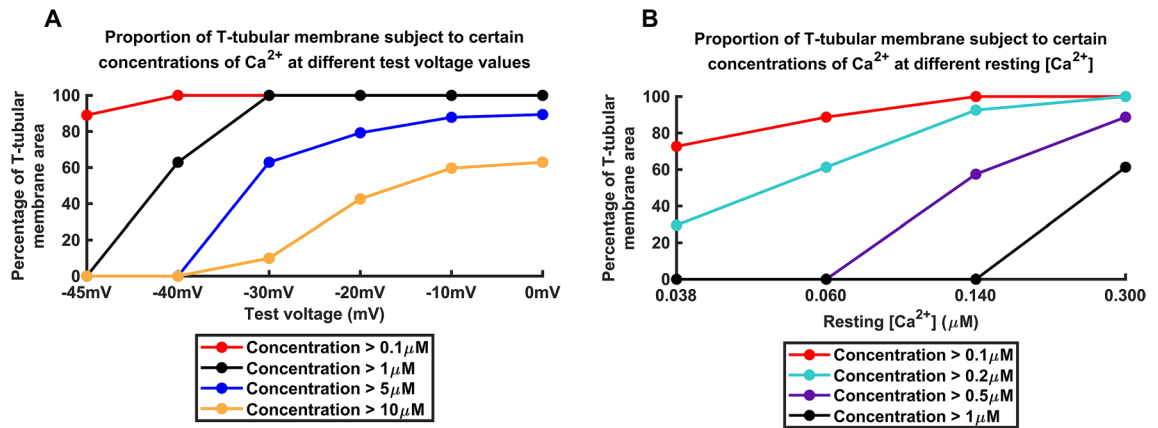 A
Proportion of T-tubular membrane subject to certain
concentrations of Ca2+ at different test voltage values
Percentage of T-tubular
membrane area
100
80
60
40
20
0
-45mV
-40mV
-30mV
-20mV
-10mV
0mV
Test voltage (mV)
Concentration > 0.1μM
Concentration > 1μM
Concentration > 5μM
Concentration > 10μM
B
Proportion of T-tubular membrane subject to certain
concentrations of Ca2+ at different resting [Ca2+]
Percentage of T-tubular
membrane area
100
80
60
40
20
0
0.038
0.060
0.140
0.300
Resting [Ca2+] (μM)
Concentration > 0.1μM
Concentration > 0.2μM
Concentration > 0.5μM
Concentration > 1μM